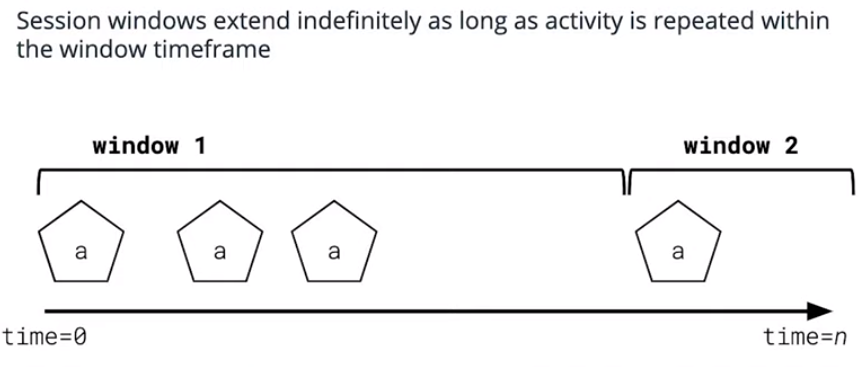 Session windows extend indefinitely as long as activity is repeated within
the window timeframe
window 1
window 2
a
a
a
a
time=0
time=n